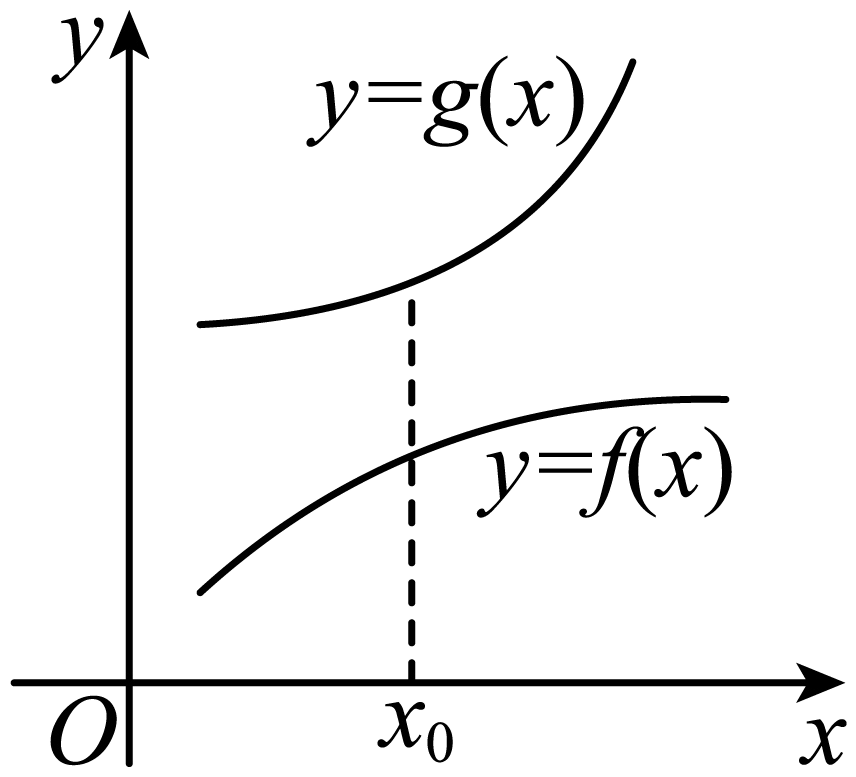 y
y=g(x)
y=f(x)
O
x₀
x